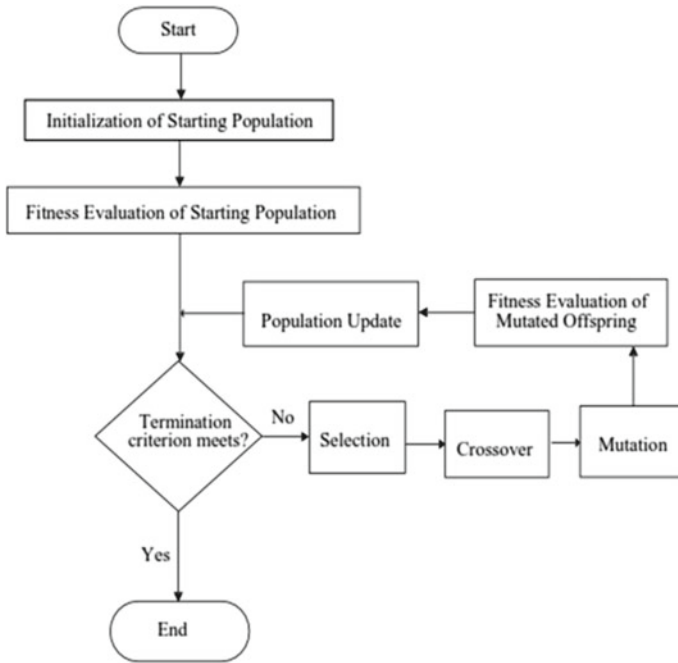 Start
Initialization of Starting Population
Fitness Evaluation of Starting Population
Population Update
Fitness Evaluation of
Mutated Offspring
Termination
criterion meets?
No
Selection
Crossover
Mutation
Yes
End